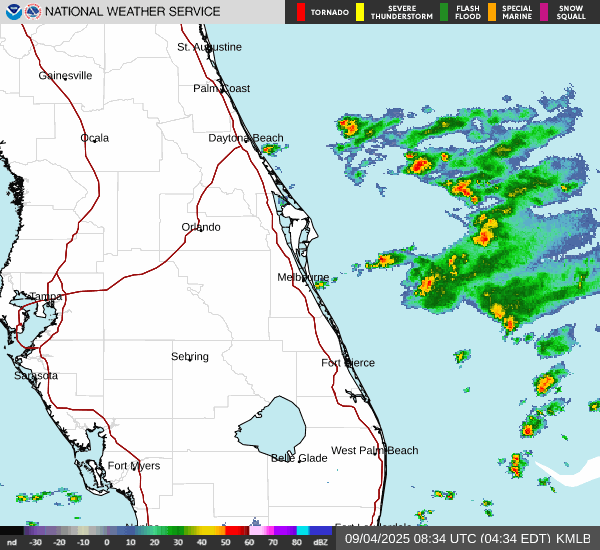 NATIONAL WEATHER SERVICE
TORNADO
SEVERE THUNDERSTORM
FLASH FLOOD
SPECIAL MARINE
SNOW SQUALL
St. Augustine
Gainesville
Palm Coast
Ocala
Daytona Beach
Orlando
Melbourne
Tampa
Sebring
Fort Pierce
Sarasota
West Palm Beach
Belle Glade
Fort Myers
nd -30 -20 -10 0 10 20 30 40 50 60 70 80 dBZ
09/04/2025 08:34 UTC (04:34 EDT) KMLB